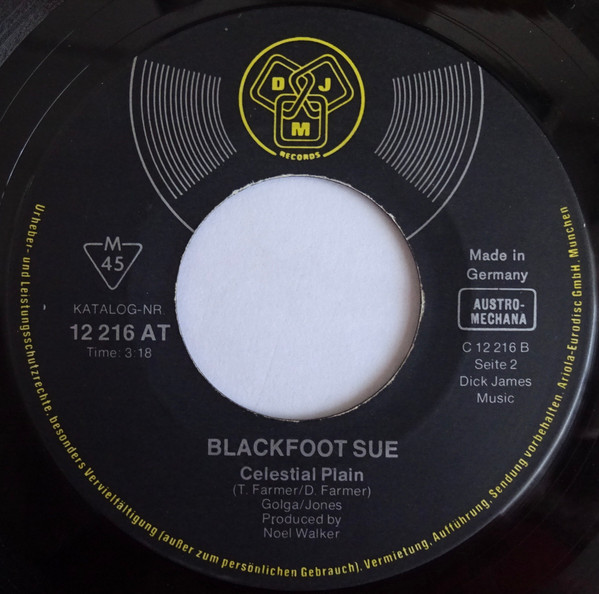 D J
M
RECORDS
M
45
KATALOG-NR.
12 216 AT
Time: 3:18
Made in
Germany
AUSTRO-
MECHANA
C 12 216 B
Seite 2
Dick James
Music
BLACKFOOT SUE
Celestial Plain
(T. Farmer/D. Farmer)
Golga/Jones
Produced by
Noel Walker
Urheber- und Leistungsschutzrechte, besonders Vervielfältigung (außer zum persönlichen Gebrauch), Vermietung, Aufführung, Sendung vorbehalten. Ariola-Eurodisc GmbH. München